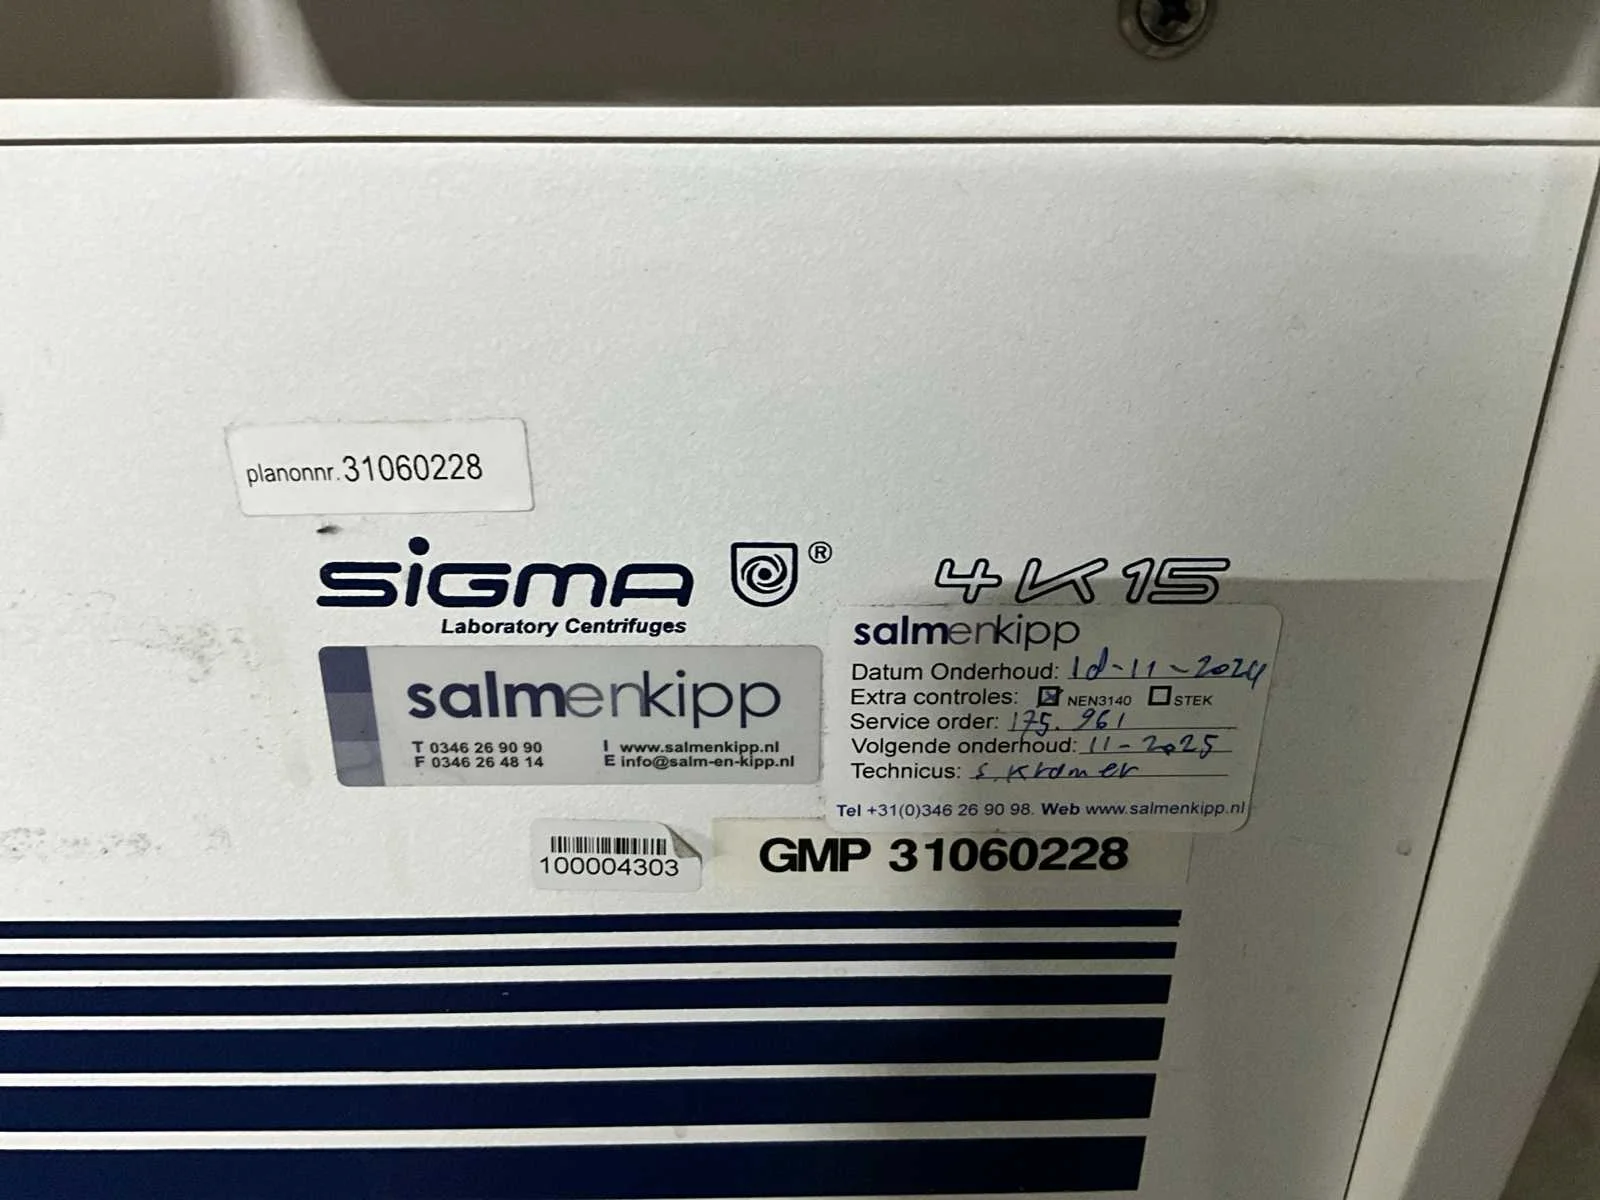 planonnr. 31060228
SIGMA ® 4K15
Laboratory Centrifuges
salmenkipp
T 0346 26 90 90 I www.salmenkipp.nl
F 0346 26 48 14 E info@salm-en-kipp.nl
salmenkipp
Datum Onderhoud: -11-2024
Extra controles: ☒ NEN3140 ☐ STEK
Service order: 175.961
Volgende onderhoud: 11-2025
Technicus: S. Kramer
Tel +31(0)346 26 90 98. Web www.salmenkipp.nl
100004303
GMP 31060228